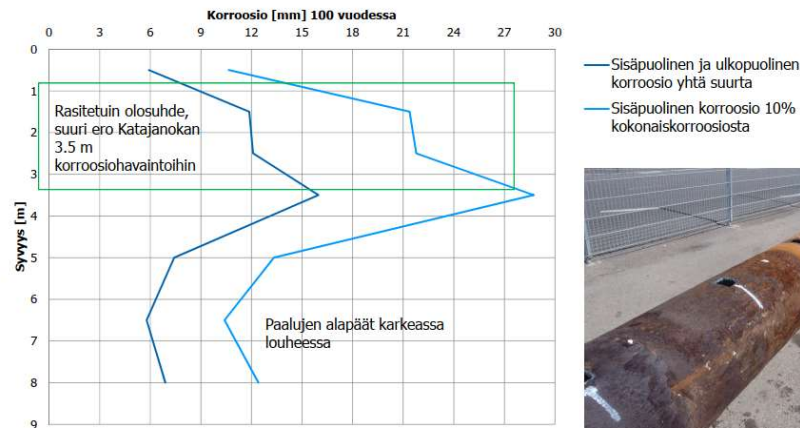 Korroosio [mm] 100 vuodessa
0 3 6 9 12 15 18 21 24 27 30
0
1
2
3
4
5
6
7
8
9
Syvyys [m]
Rasitetuin olosuhde,
suuri ero Katajanokan
3.5 m
korroosiohavaintoihin
Paalujen alapäät karkeassa
louheessa
Sisäpuolinen ja ulkopuolinen
korroosio yhtä suurta
Sisäpuolinen korroosio 10%
kokonaiskorroosiosta